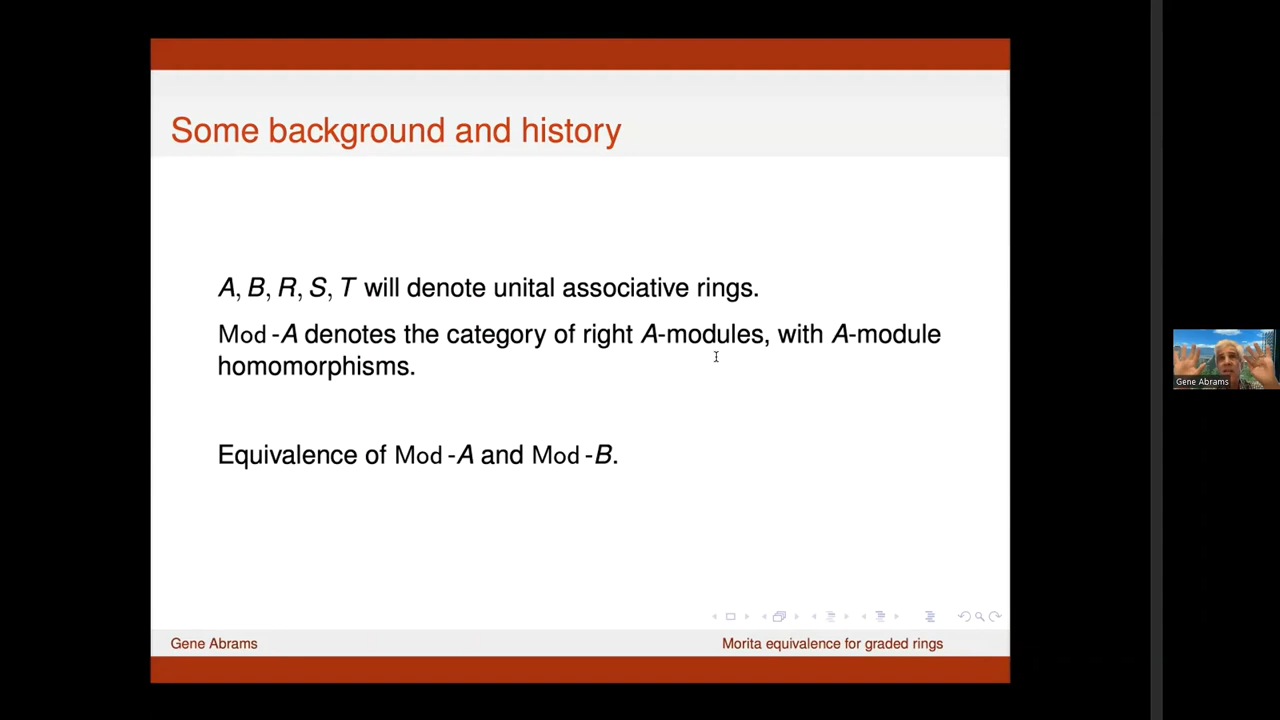 Some background and history
A, B, R, S, T will denote unital associative rings.
Mod -A denotes the category of right A-modules, with A-module
homomorphisms.
Equivalence of Mod -A and Mod -B.
Gene Abrams
Morita equivalence for graded rings
Gene Abrams